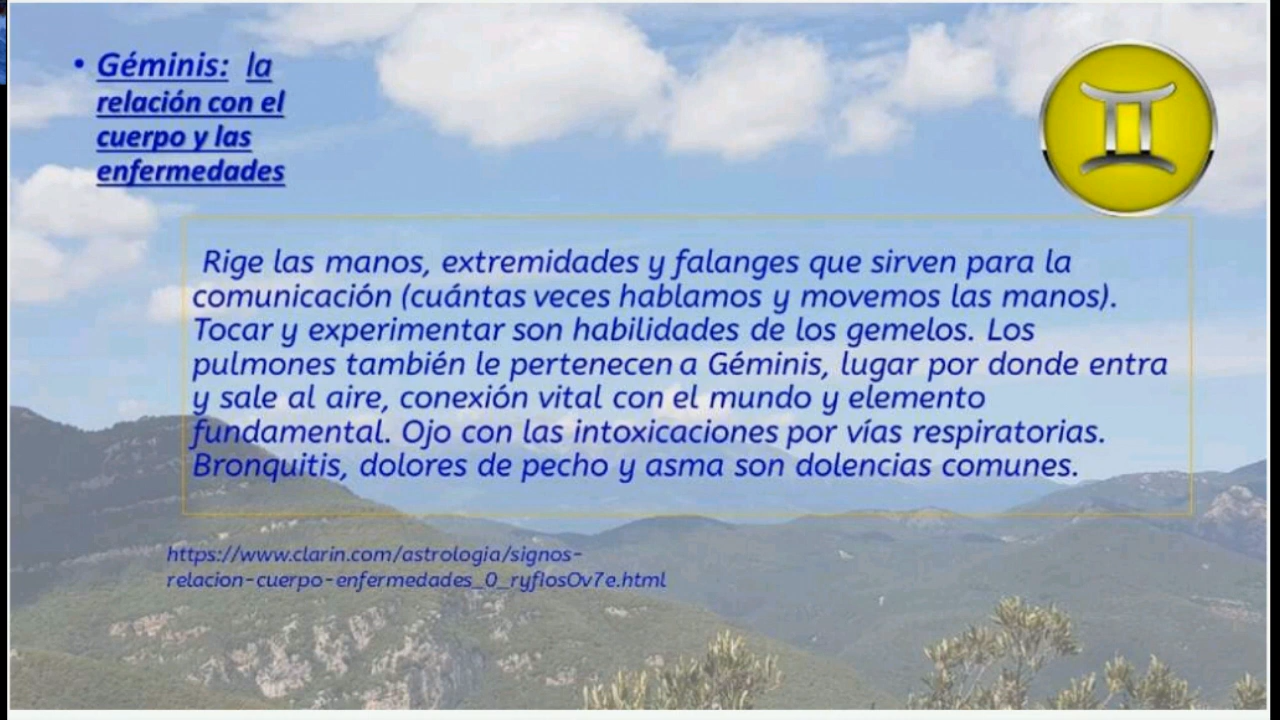 • Géminis: la
relación con el
cuerpo y las
enfermedades
Rige las manos, extremidades y falanges que sirven para la
comunicación (cuántas veces hablamos y movemos las manos).
Tocar y experimentar son habilidades de los gemelos. Los
pulmones también le pertenecen a Géminis, lugar por donde entra
y sale al aire, conexión vital con el mundo y elemento
fundamental. Ojo con las intoxicaciones por vías respiratorias.
Bronquitis, dolores de pecho y asma son dolencias comunes.
https://www.clarin.com/astrologia/signos-
relacion-cuerpo-enfermedades_0_ryflosOv7e.html